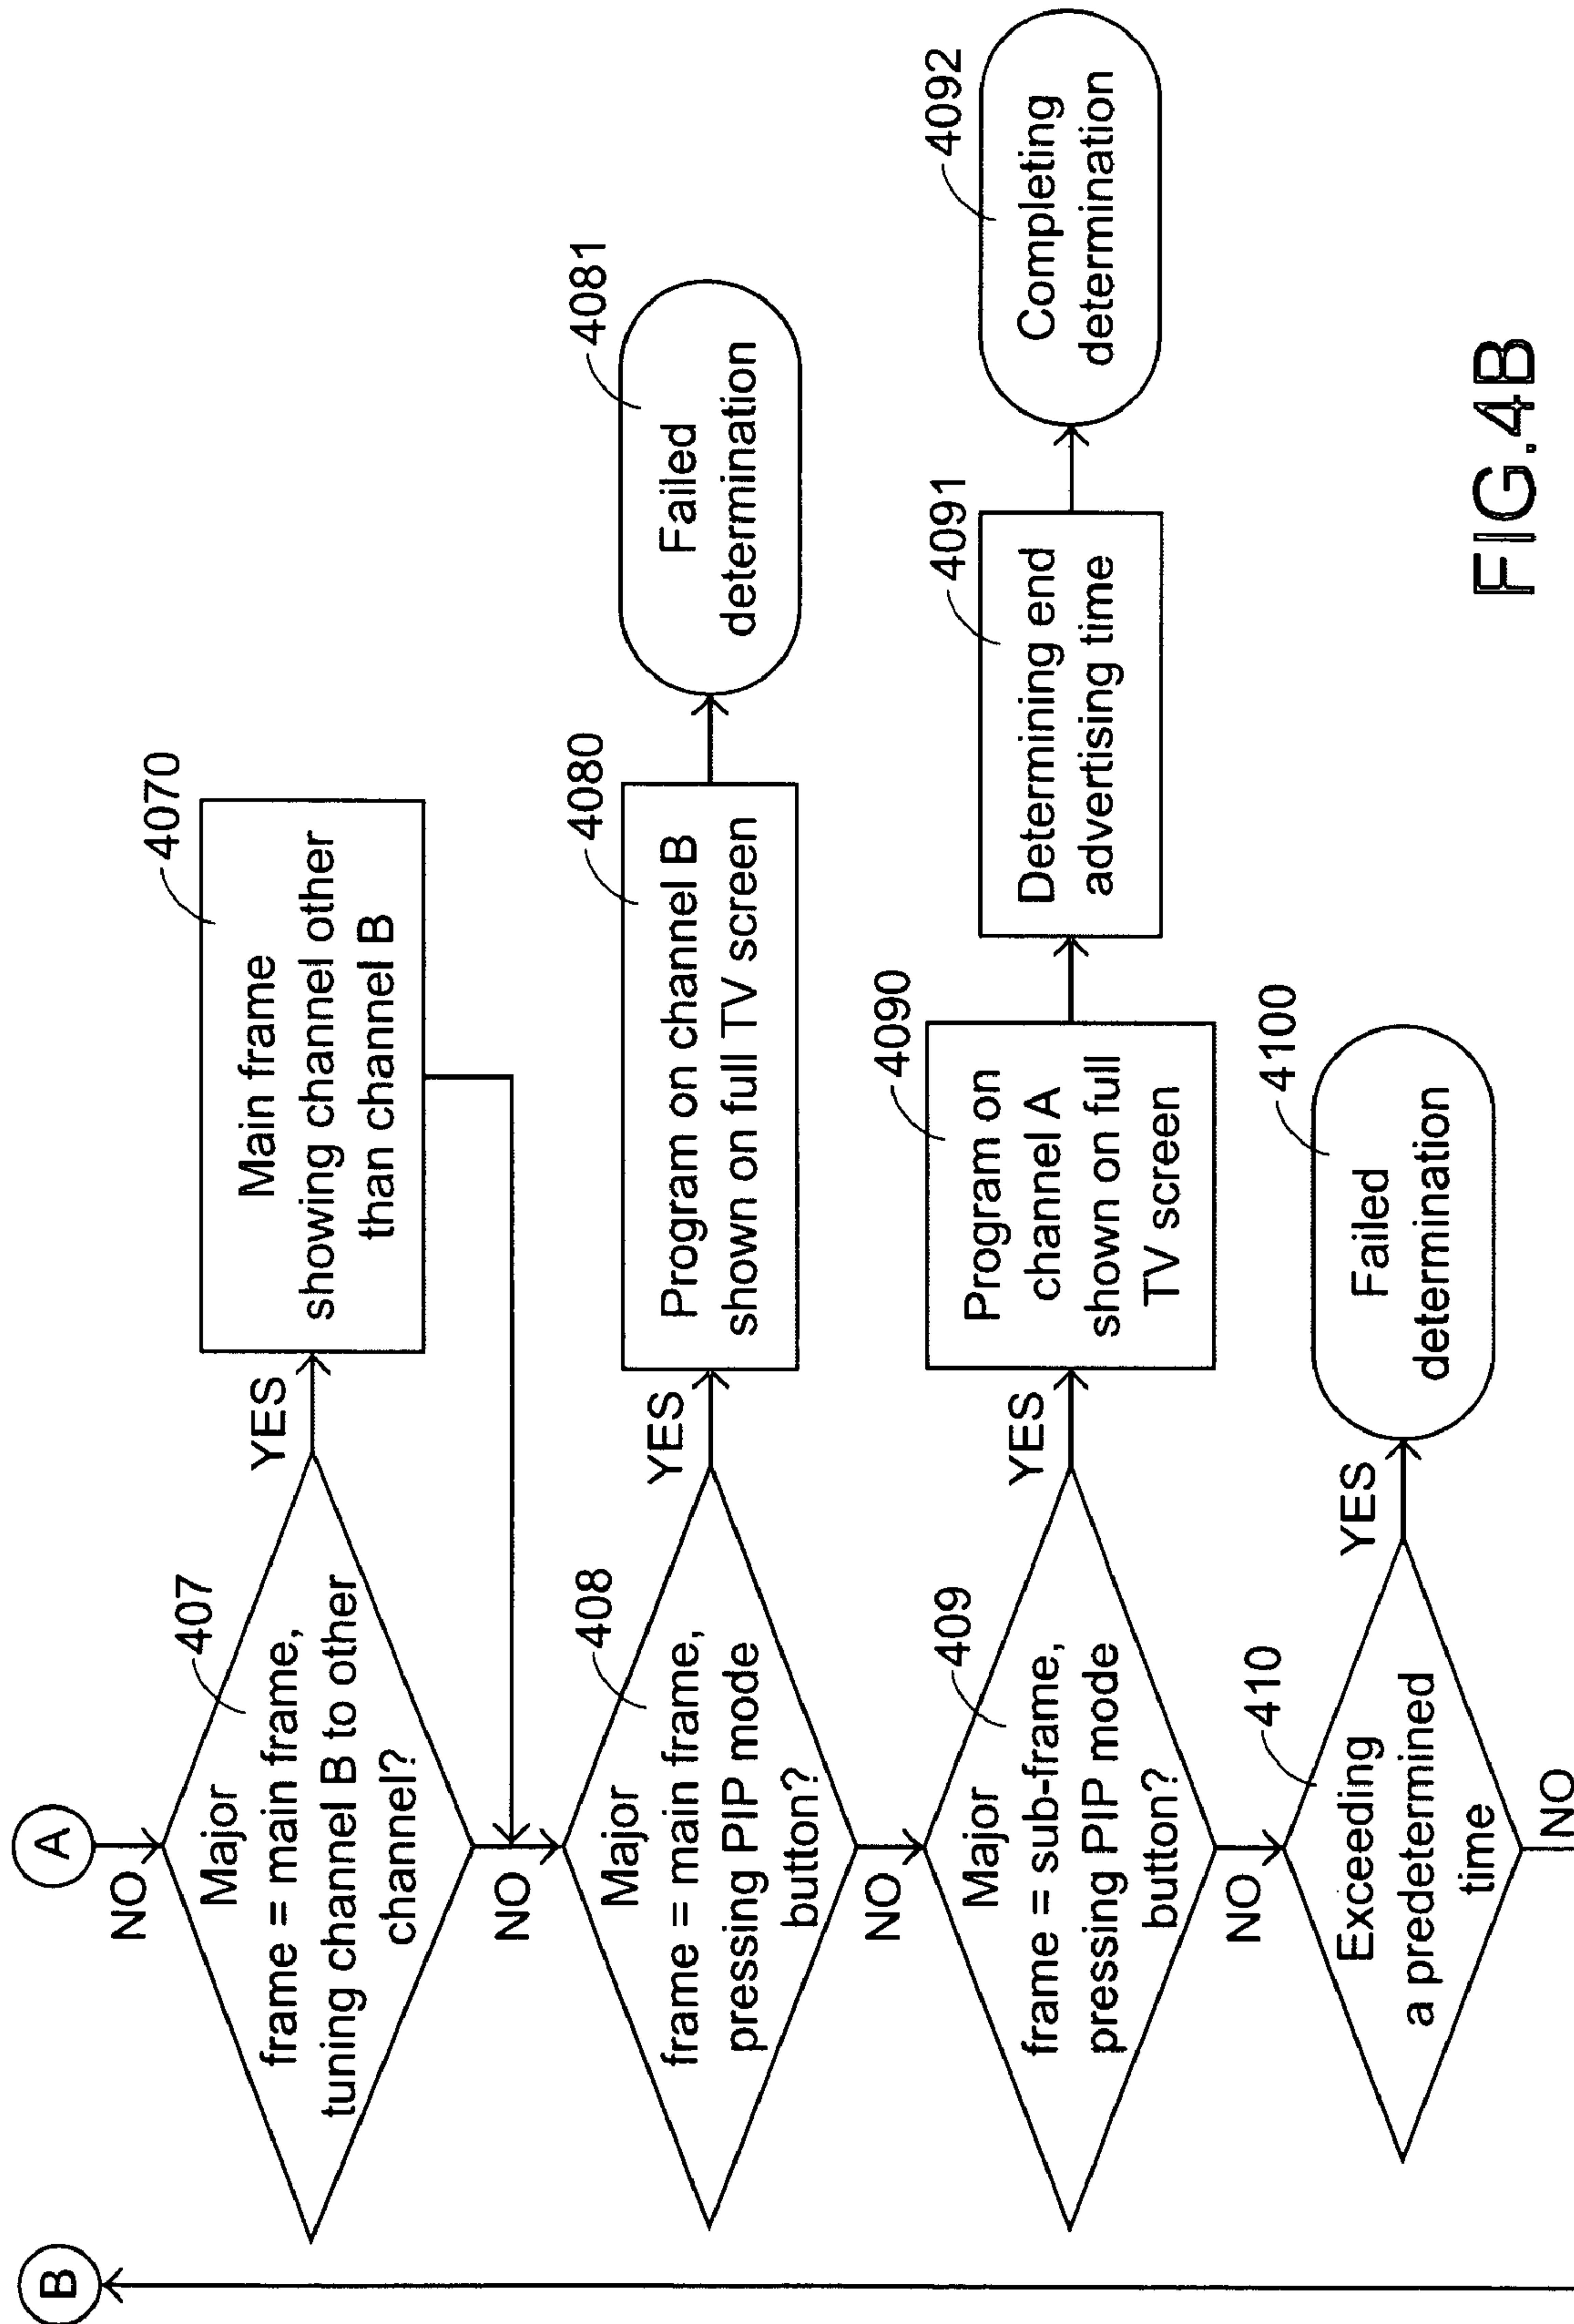 A
B
NO
407
Major
frame = main frame,
tuning channel B to other
channel?
YES
4070
Main frame
showing channel other
than channel B
NO
408
Major
frame = main frame,
pressing PIP mode
button?
YES
4080
Program on channel B
shown on full TV screen
4081
Failed
determination
NO
409
Major
frame = sub-frame,
pressing PIP mode
button?
YES
4090
Program on
channel A
shown on full
TV screen
4091
Determining end
advertising time
4092
Completing
determination
NO
410
Exceeding
a predetermined
time
YES
4100
Failed
determination
NO
FIG.4B